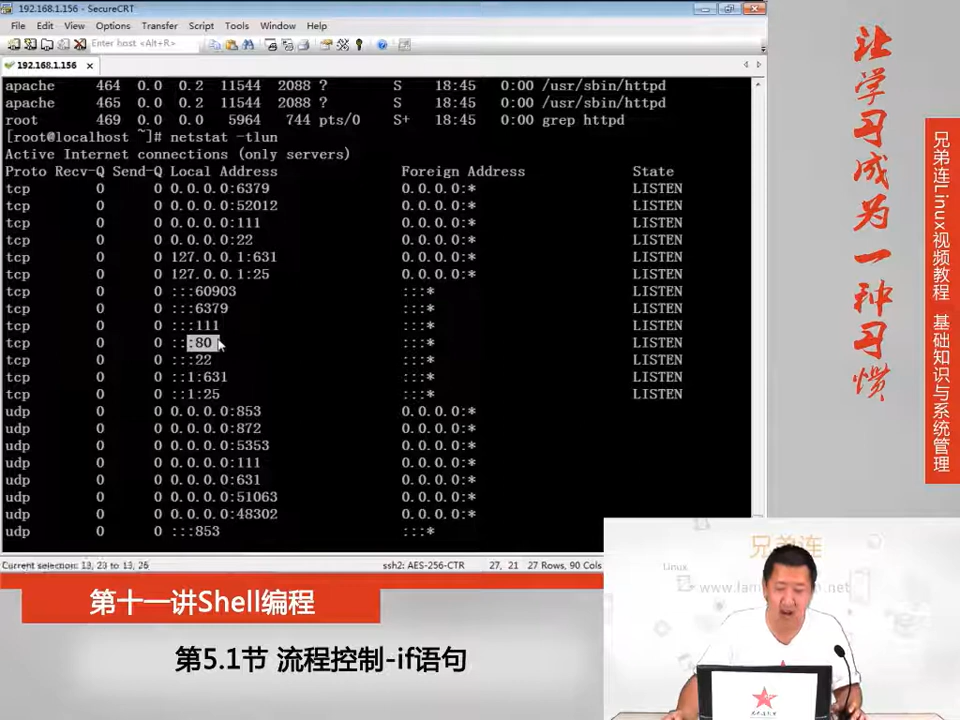 192.168.1.156 - SecureCRT
File Edit View Options Transfer Script Tools Window Help
Enter host <Alt+R>
192.168.1.156
apache 464 0.0 0.2 11544 2088 ? S 18:45 0:00 /usr/sbin/httpd
apache 465 0.0 0.2 11544 2088 ? S 18:45 0:00 /usr/sbin/httpd
root 469 0.0 0.0 5964 744 pts/0 S+ 18:45 0:00 grep httpd
[root@localhost ~]# netstat -tlun
Active Internet connections (only servers)
Proto Recv-Q Send-Q Local Address Foreign Address State
tcp 0 0 0.0.0.0:6379 0.0.0.0:* LISTEN
tcp 0 0 0.0.0.0:52012 0.0.0.0:* LISTEN
tcp 0 0 0.0.0.0:111 0.0.0.0:* LISTEN
tcp 0 0 0.0.0.0:22 0.0.0.0:* LISTEN
tcp 0 0 127.0.0.1:631 0.0.0.0:* LISTEN
tcp 0 0 127.0.0.1:25 0.0.0.0:* LISTEN
tcp 0 0 :::60903 :::* LISTEN
tcp 0 0 :::6379 :::* LISTEN
tcp 0 0 :::111 :::* LISTEN
tcp 0 0 :::80 :::* LISTEN
tcp 0 0 :::22 :::* LISTEN
tcp 0 0 ::1:631 :::* LISTEN
tcp 0 0 ::1:25 :::* LISTEN
udp 0 0 0.0.0.0:853 0.0.0.0:*
udp 0 0 0.0.0.0:872 0.0.0.0:*
udp 0 0 0.0.0.0:5353 0.0.0.0:*
udp 0 0 0.0.0.0:111 0.0.0.0:*
udp 0 0 0.0.0.0:631 0.0.0.0:*
udp 0 0 0.0.0.0:51063 0.0.0.0:*
udp 0 0 0.0.0.0:48302 0.0.0.0:*
udp 0 0 :::853 :::*
Current selection: 13, 23 to 13, 26 ssh2: AES-256-CTR 27, 21 27 Rows, 90 Cols
让学习成为一种习惯
兄弟连Linux视频教程 基础知识与系统管理
第十一讲Shell编程
第5.1节 流程控制-if语句
兄弟连
Linux